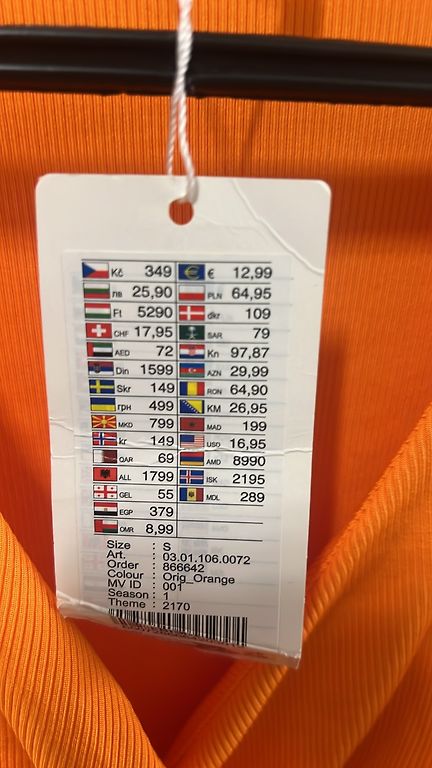 Kč 349 € 12,99
лв 25,90 PLN 64,95
Ft 5290 dkr 109
CHF 17,95 SAR 79
AED 72 Kn 97,87
Din 1599 AZN 29,99
Skr 149 RON 64,90
грн 499 KM 26,95
MKD 799 MAD 199
kr 149 USD 16,95
QAR 69 AMD 8990
ALL 1799 ISK 2195
GEL 55 MDL 289
EGP 379
OMR 8,99
Size : S
Art. : 03.01.106.0072
Order : 866642
Colour : Orig_Orange
MV ID : 001
Season : 1
Theme : 2170